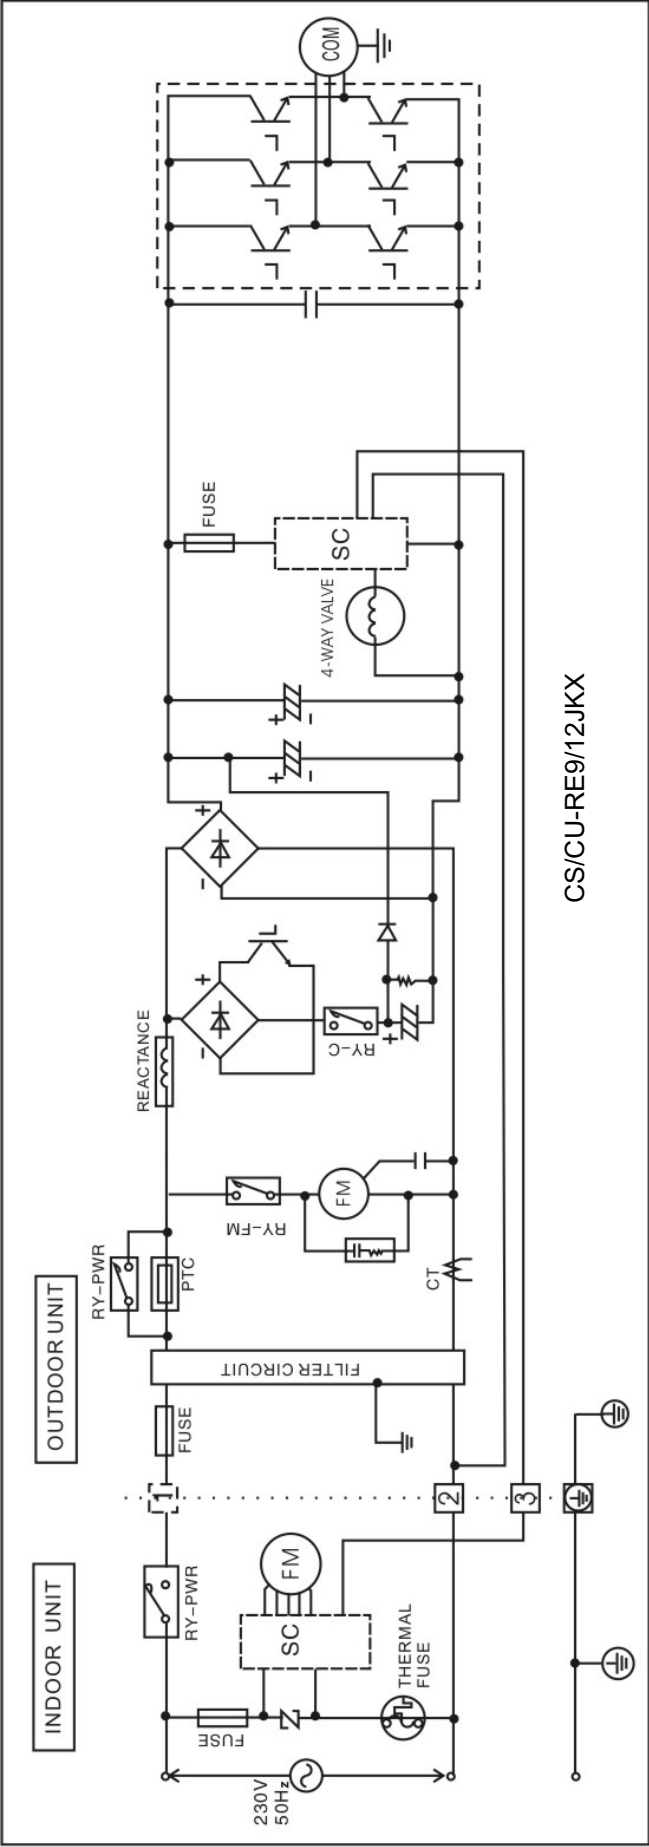 COM
FUSE
SC
4-WAY VALVE
+
-
+
-
CS/CU-RE9/12JKX
+
-
+
-
REACTANCE
RY-C
+
RY-FM
FM
RY-PWR
PTC
CT
OUTDOOR UNIT
FILTER CIRCUIT
FUSE
1
2
3
INDOOR UNIT
RY-PWR
FM
SC
THERMAL
FUSE
FUSE
230V
50Hz